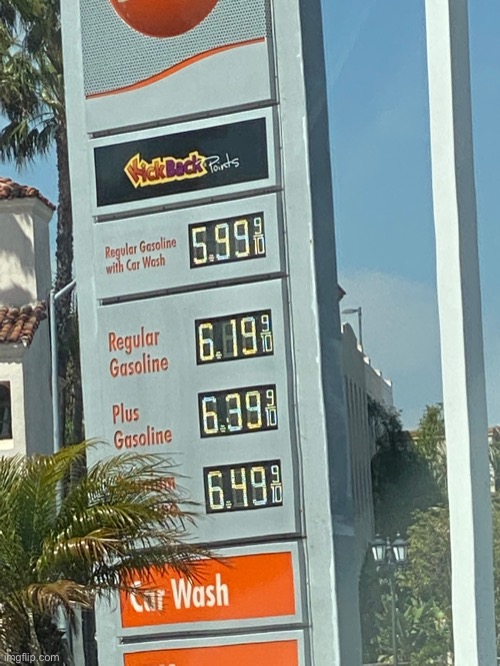 KickBack Points
Regular Gasoline
with Car Wash
5.99 9/10
Regular
Gasoline
6.19 9/10
Plus
Gasoline
6.39 9/10
6.49 9/10
Car Wash
imgflip.com